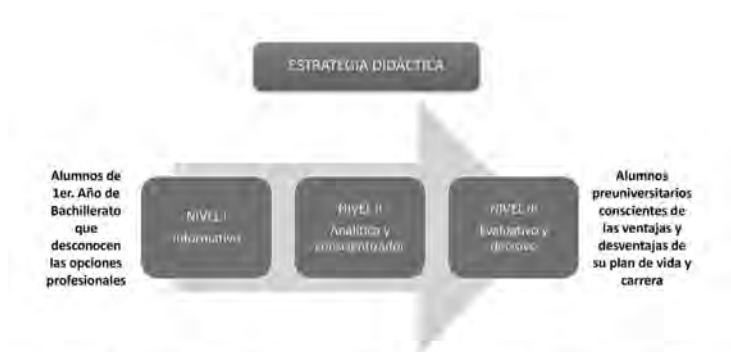 ESTRATEGIA DIDÁCTICA
Alumnos de
1er. Año de
Bachillerato
que
desconocen
las opciones
profesionales
NIVEL I
Informativo
NIVEL II
Analítico y
concientizador
NIVEL III
Evaluativo y
decisivo
Alumnos
preuniversitarios
conscientes de
las ventajas y
desventajas de
su plan de vida y
carrera